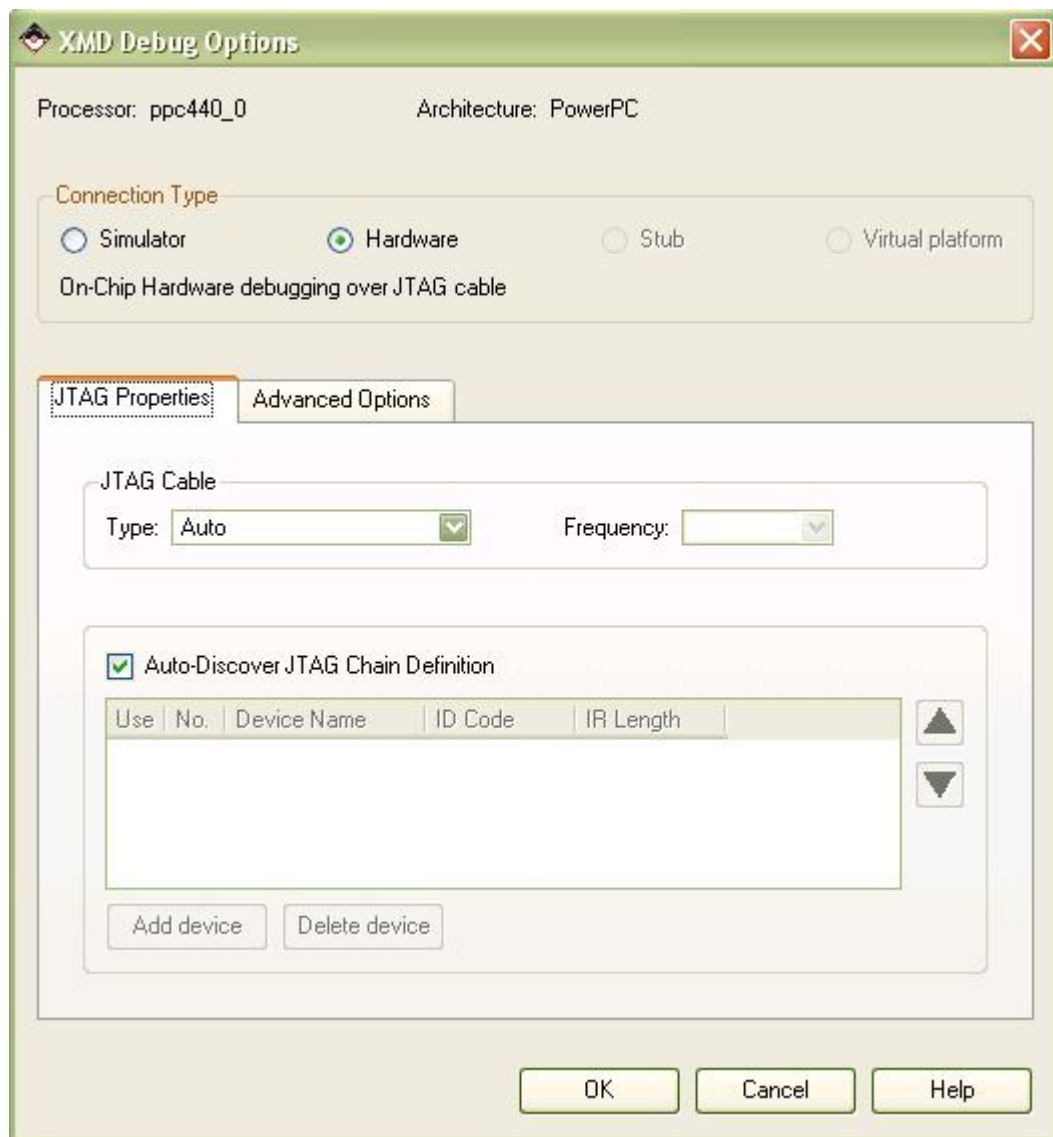 XMD Debug Options
Processor: ppc440_0 Architecture: PowerPC
Connection Type
Simulator Hardware Stub Virtual platform
On-Chip Hardware debugging over JTAG cable
JTAG Properties Advanced Options
JTAG Cable
Type: Auto Frequency:
Auto-Discover JTAG Chain Definition
Use No. Device Name ID Code IR Length
Add device Delete device
OK Cancel Help